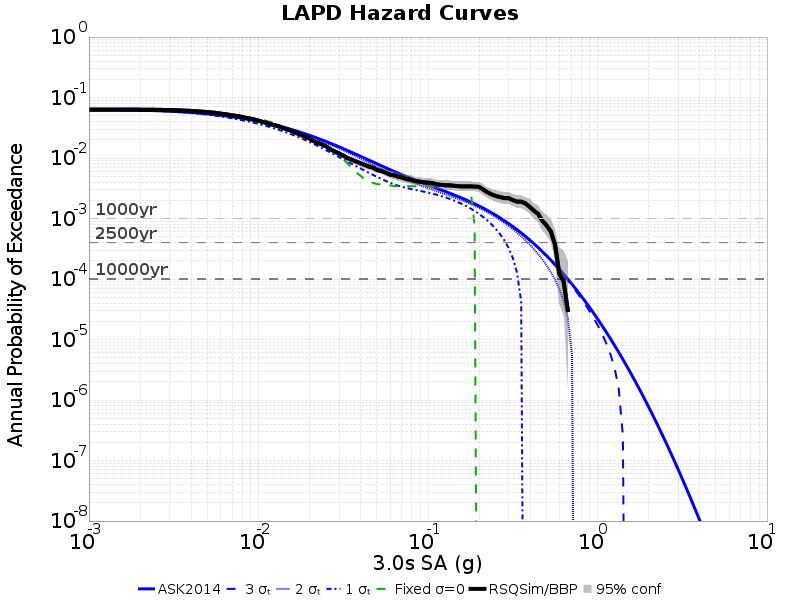 LAPD Hazard Curves
Annual Probability of Exceedance
10^0
10^-1
10^-2
10^-3
10^-4
10^-5
10^-6
10^-7
10^-8
1000yr
2500yr
10000yr
10^-3 10^-2 10^-1 10^0 10^1
3.0s SA (g)
ASK2014 3 σₜ 2 σₜ 1 σₜ Fixed σ=0 RSQSim/BBP 95% conf